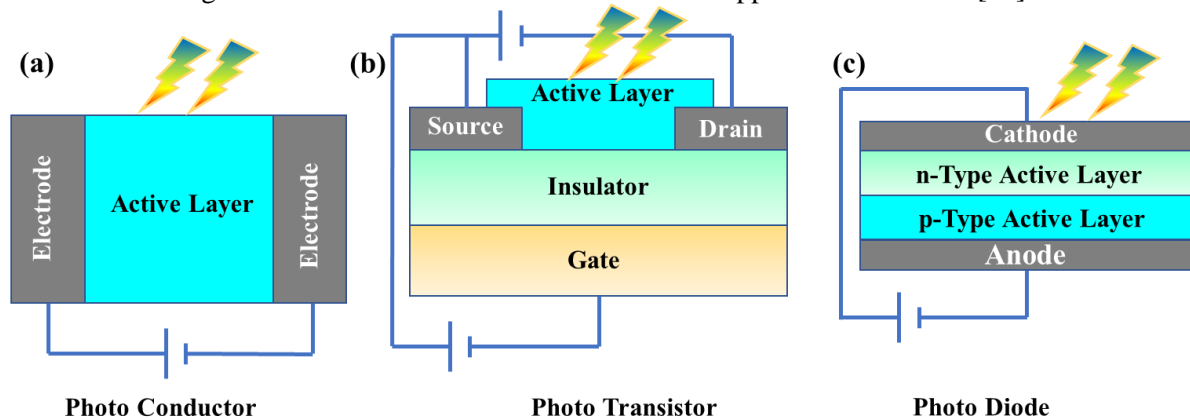 (a)
Electrode
Active Layer
Electrode
Photo Conductor
(b)
Active Layer
Source
Drain
Insulator
Gate
Photo Transistor
(c)
Cathode
n-Type Active Layer
p-Type Active Layer
Anode
Photo Diode